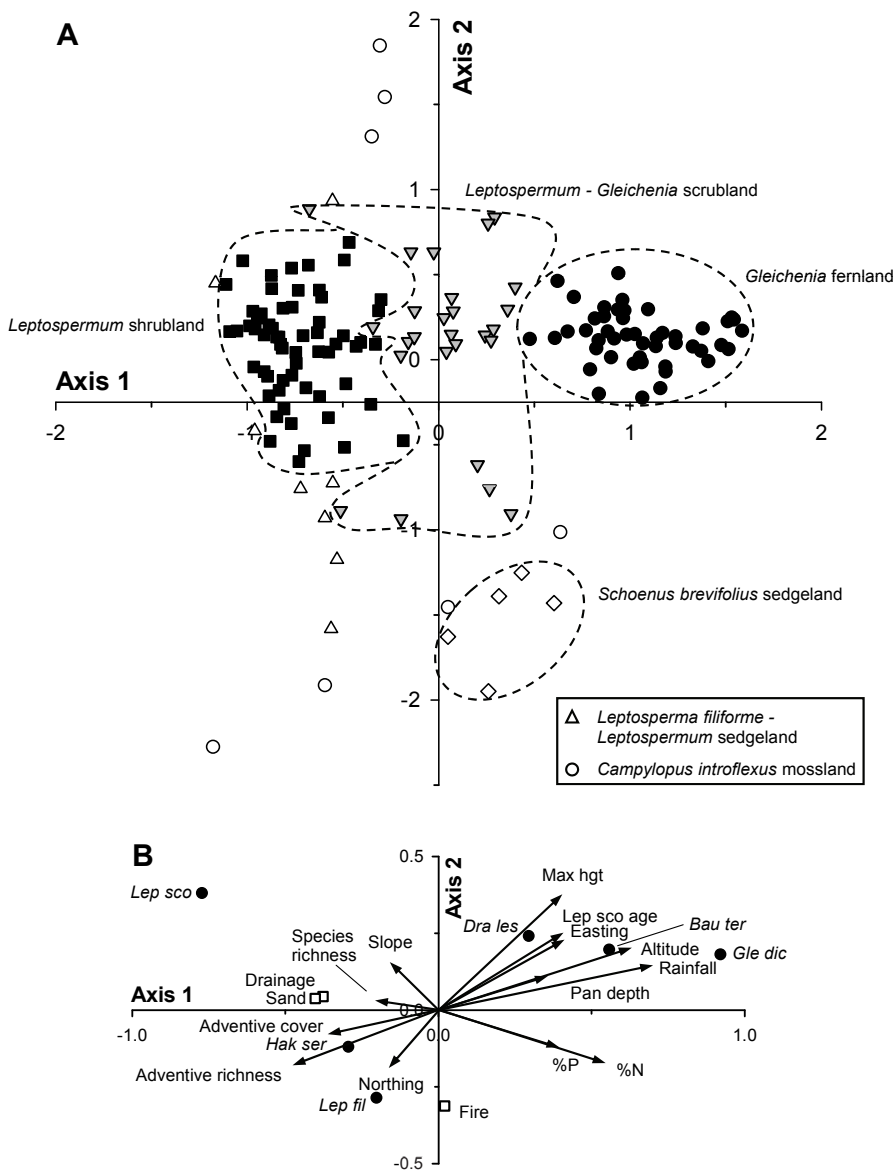 A
Axis 2
2
1
0
-1
-2
Axis 1
-2
-1
0
1
2
Leptospermum - Gleichenia scrubland
Gleichenia fernland
Leptospermum shrubland
Schoenus brevifolius sedgeland
Leptosperma filiforme -
Leptospermum sedgeland
Campylopus introflexus mossland
B
Axis 2
0.5
Max hgt
Lep sco
Dra les
Lep sco age
Bau ter
Species
richness
Slope
Easting
Altitude
Gle dic
Drainage
Rainfall
Sand
Pan depth
Axis 1
0.0
-1.0
0.0
1.0
Adventive cover
Hak ser
Adventive richness
Northing
%P
%N
Lep fil
Fire
-0.5